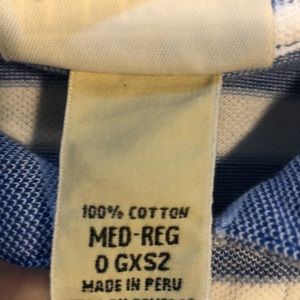 100% COTTON
MED-REG
0 GXS2
MADE IN PERU